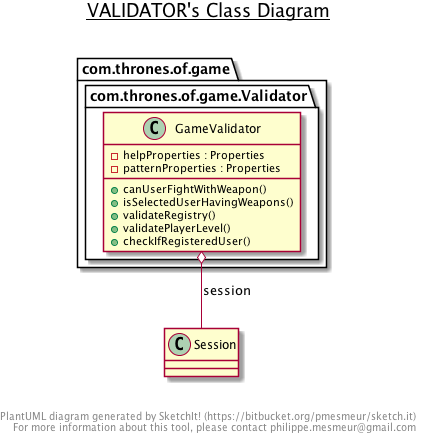 VALIDATOR's Class Diagram
com.thrones.of.game
com.thrones.of.game.Validator
C GameValidator
helpProperties : Properties
patternProperties : Properties
canUserFightWithWeapon()
isSelectedUserHavingWeapons()
validateRegistry()
validatePlayerLevel()
checkIfRegisteredUser()
session
C Session
PlantUML diagram generated by SketchIt! (https://bitbucket.org/pmesmeur/sketch.it)
For more information about this tool, please contact philippe.mesmeur@gmail.com